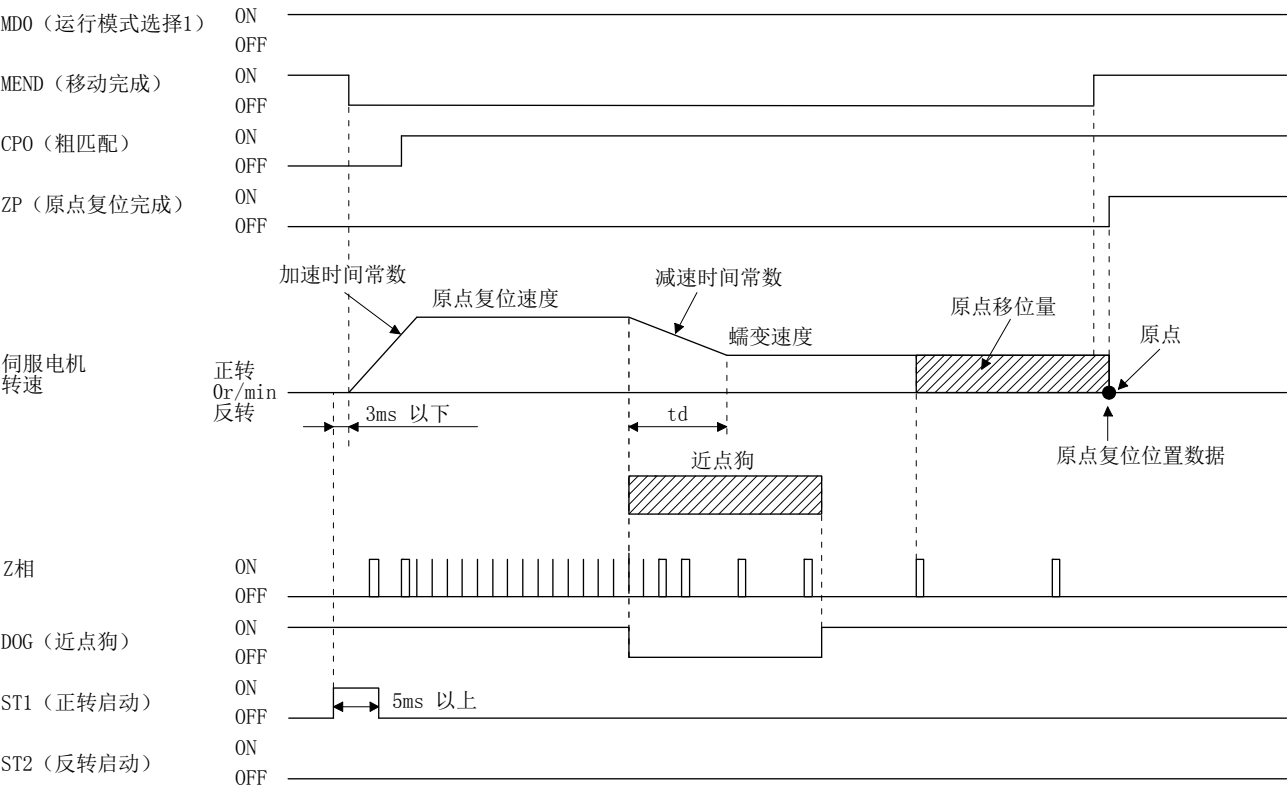 MD0（运行模式选择1）
ON
OFF
MEND（移动完成）
ON
OFF
CPO（粗匹配）
ON
OFF
ZP（原点复位完成）
ON
OFF
加速时间常数
原点复位速度
减速时间常数
蠕变速度
原点移位量
原点
伺服电机
转速
正转
0r/min
反转
3ms 以下
td
近点狗
原点复位位置数据
Z相
ON
OFF
DOG（近点狗）
ON
OFF
ST1（正转启动）
ON
OFF
5ms 以上
ST2（反转启动）
ON
OFF